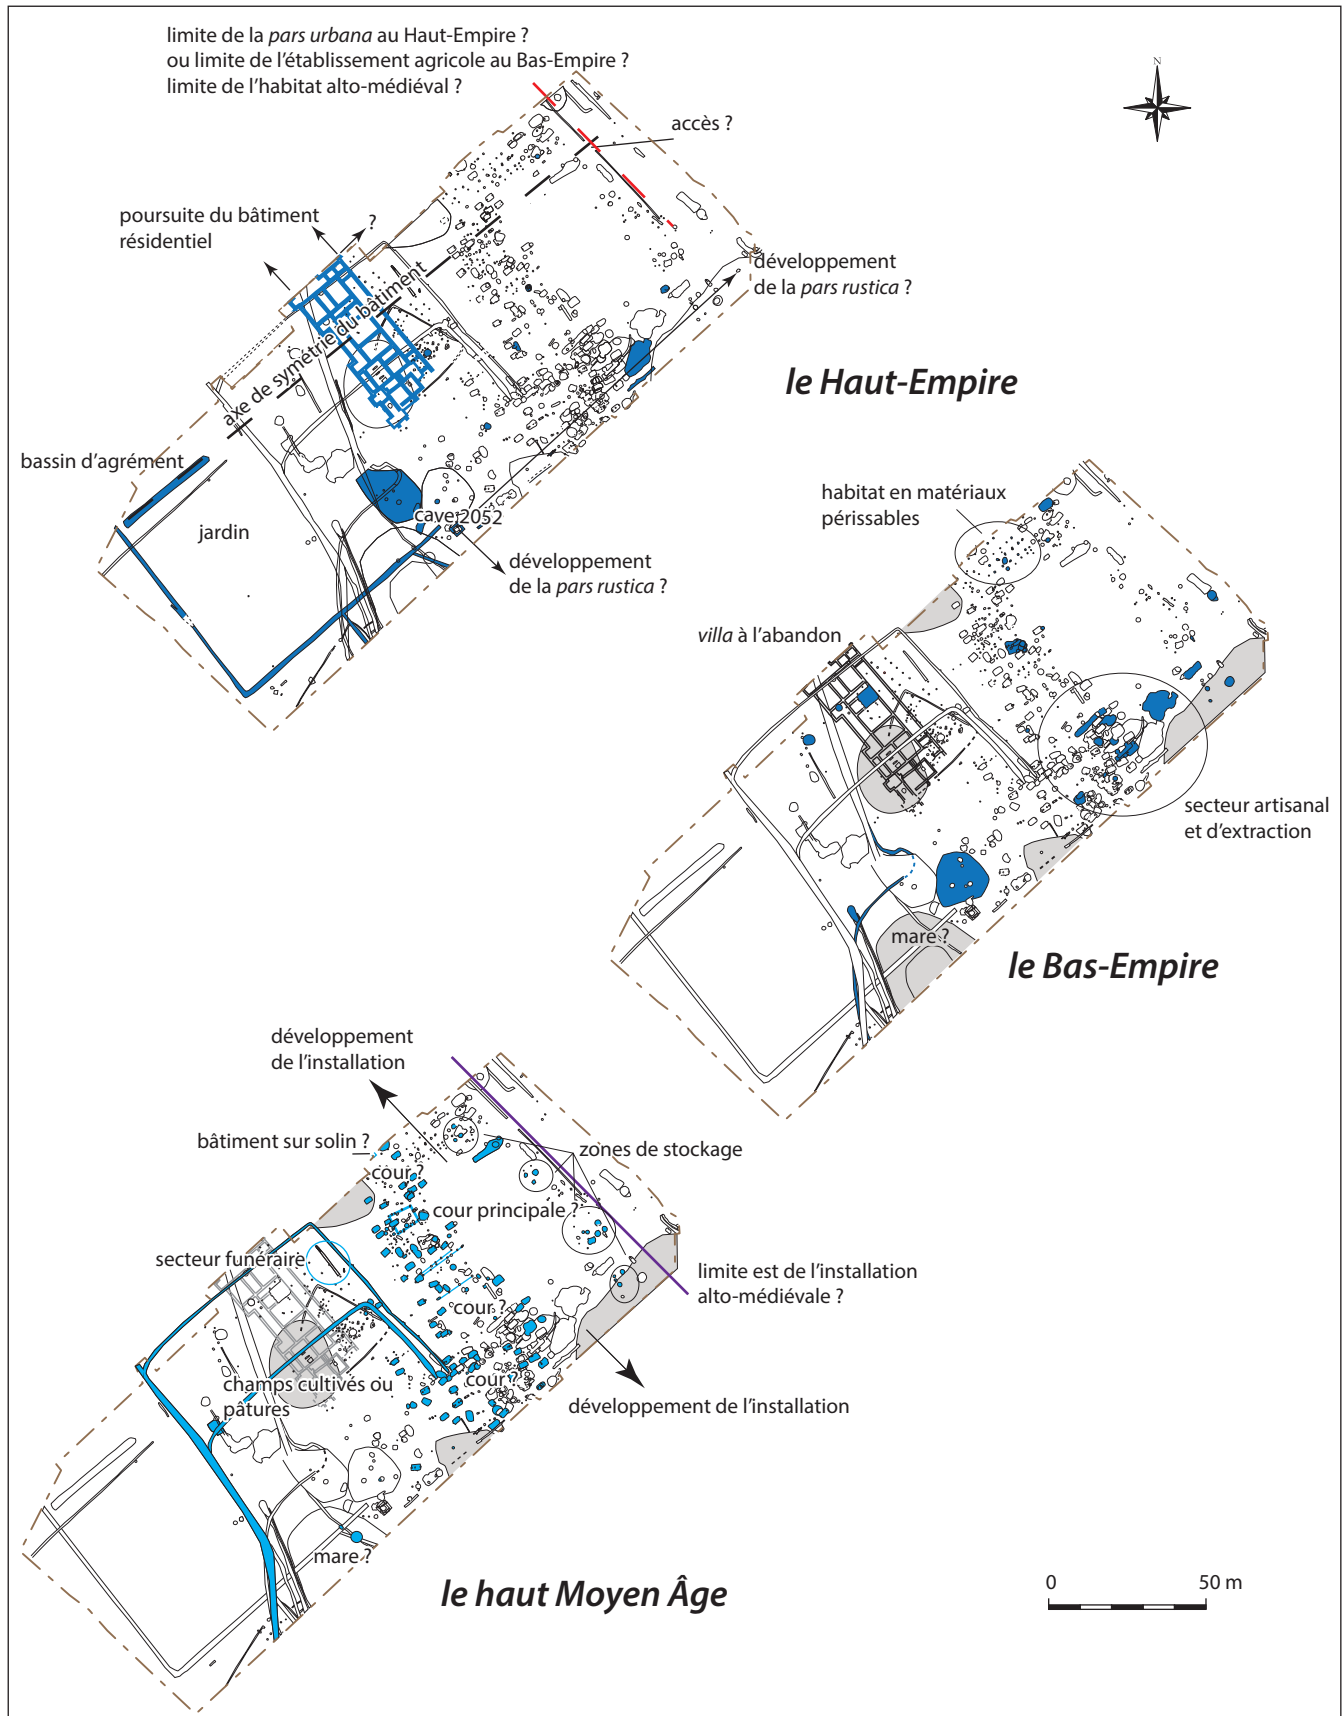 limite de la pars urbana au Haut-Empire ?
ou limite de l'établissement agricole au Bas-Empire ?
limite de l'habitat alto-médiéval ?
N
accès ?
poursuite du bâtiment
résidentiel
?
développement
de la pars rustica ?
axe de symétrie du bâtiment
le Haut-Empire
bassin d'agrément
jardin
cave 2052
développement
de la pars rustica ?
habitat en matériaux
périssables
villa à l'abandon
secteur artisanal
et d'extraction
mare ?
le Bas-Empire
développement
de l'installation
bâtiment sur solin ?
cour ?
zones de stockage
cour principale ?
secteur funéraire
limite est de l'installation
alto-médiévale ?
cour ?
cour ?
champs cultivés ou
pâtures
développement de l'installation
mare ?
le haut Moyen Âge
0 50 m